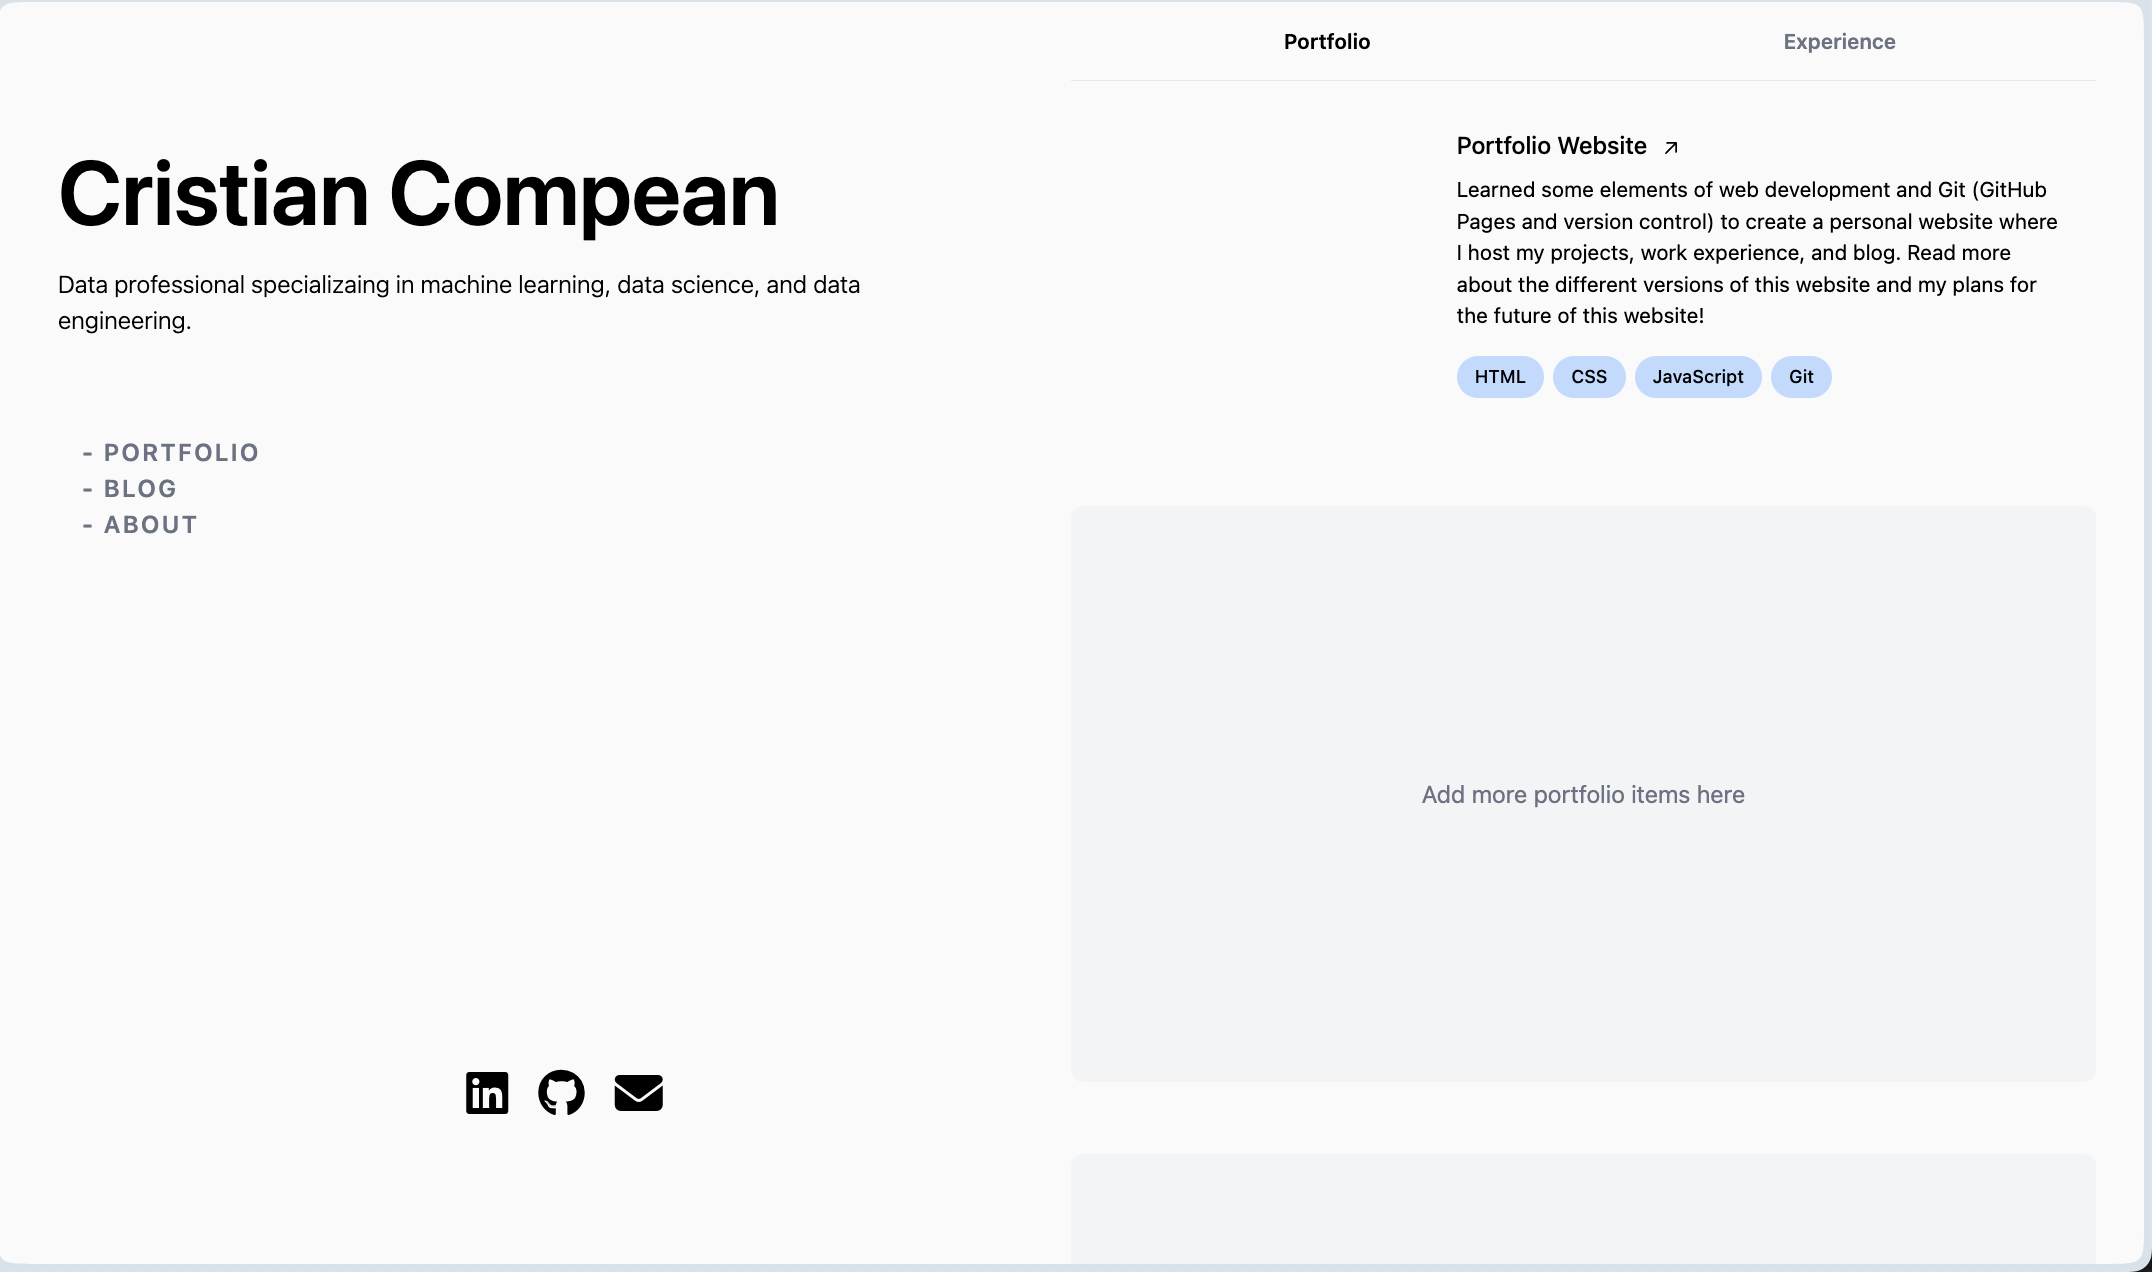 Portfolio
Experience
Cristian Compean
Data professional specializaing in machine learning, data science, and data
engineering.
- PORTFOLIO
- BLOG
- ABOUT
Portfolio Website ↗
Learned some elements of web development and Git (GitHub
Pages and version control) to create a personal website where
I host my projects, work experience, and blog. Read more
about the different versions of this website and my plans for
the future of this website!
HTML
CSS
JavaScript
Git
Add more portfolio items here
in